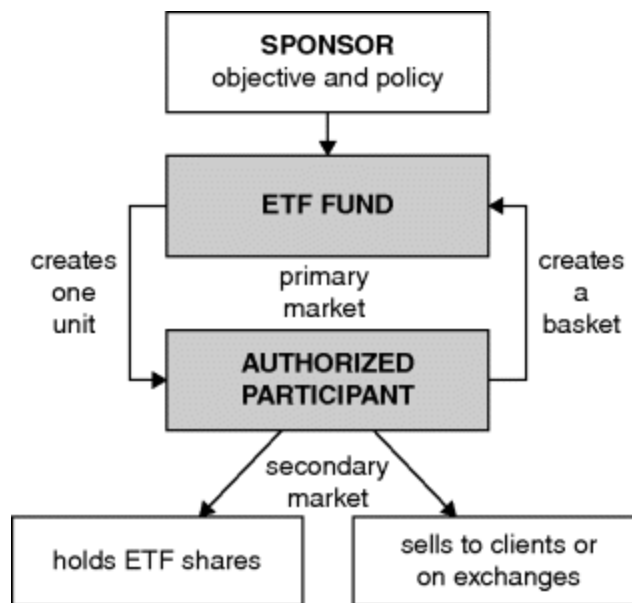 SPONSOR
objective and policy
ETF FUND
creates
one
unit
primary
market
creates
a
basket
AUTHORIZED
PARTICIPANT
secondary
market
holds ETF shares
sells to clients or
on exchanges